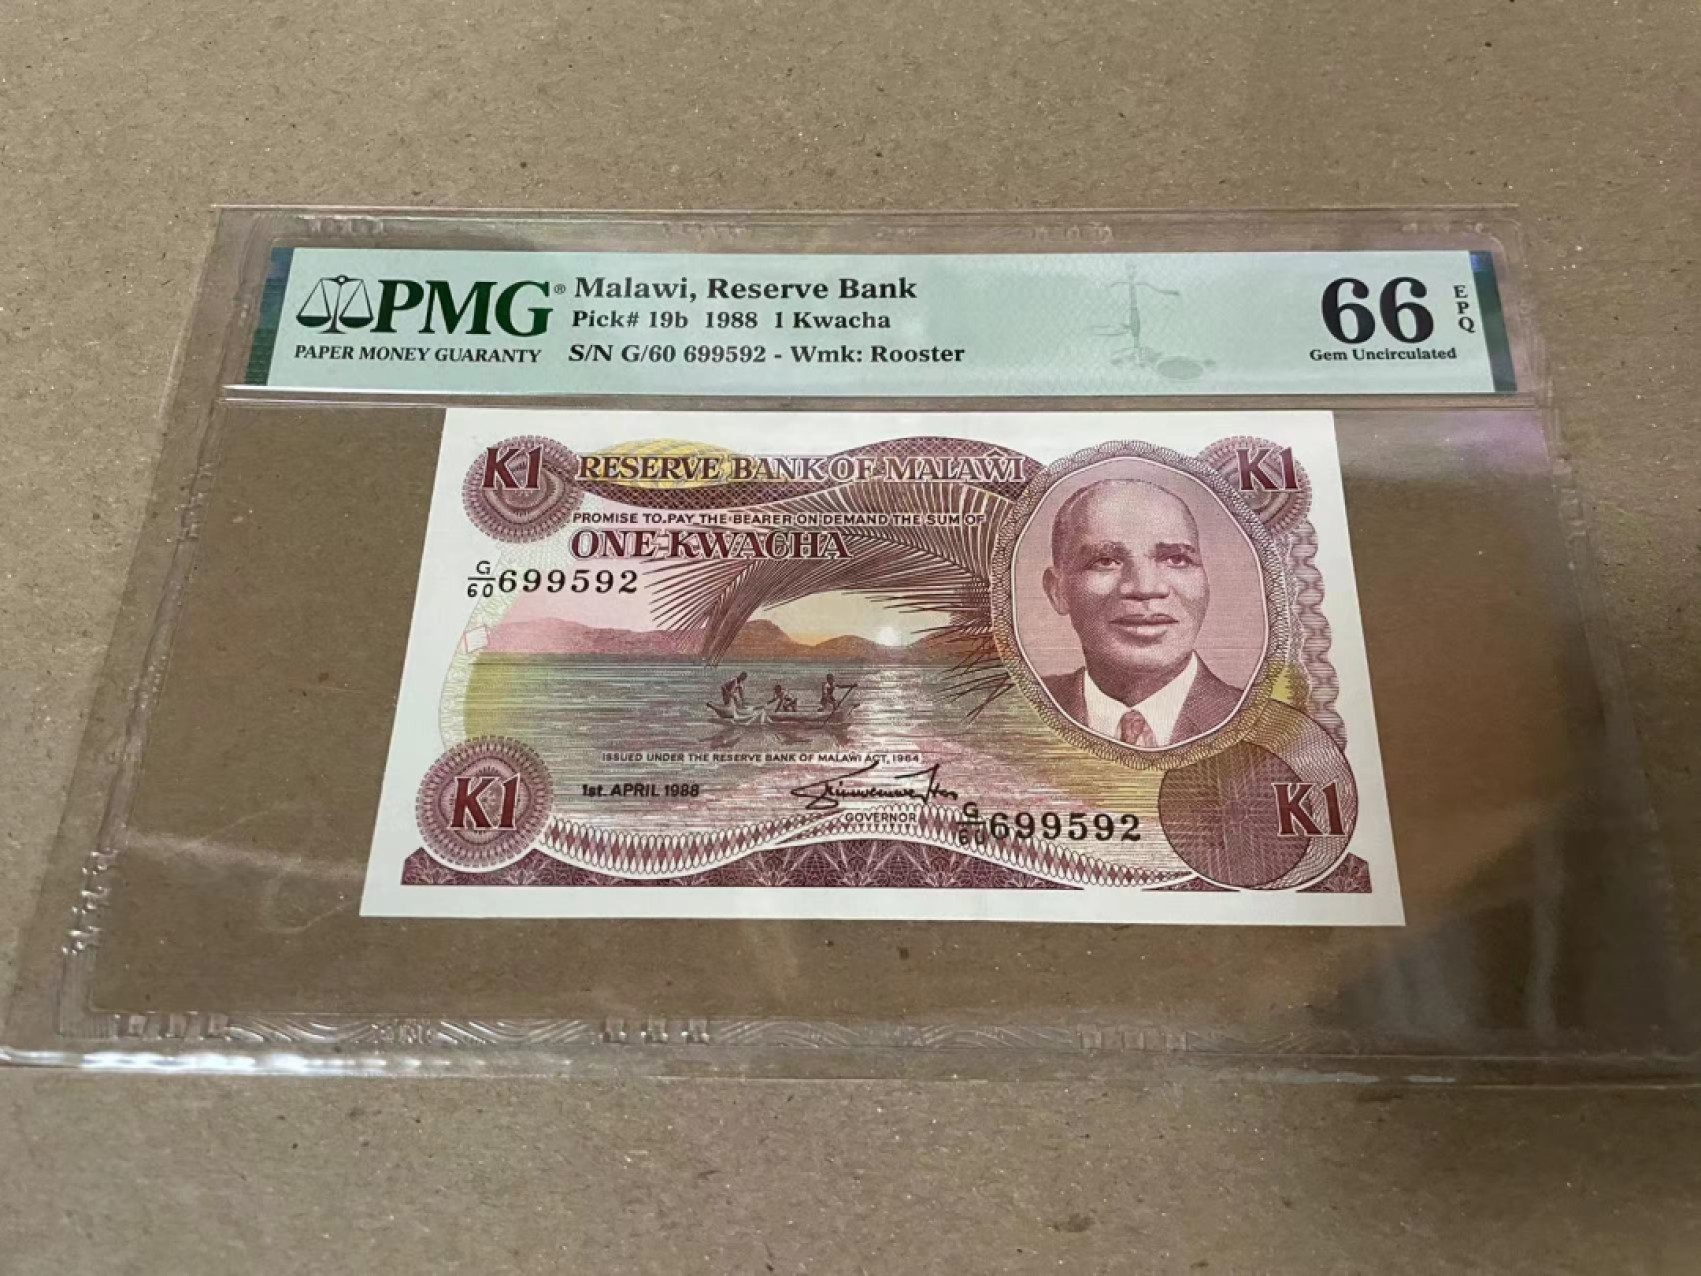 PMG®
PAPER MONEY GUARANTY
Malawi, Reserve Bank
Pick# 19b 1988 1 Kwacha
S/N G/60 699592 - Wmk: Rooster
66
EPQ
Gem Uncirculated
K1
RESERVE BANK OF MALAŴI
K1
PROMISE TO PAY THE BEARER ON DEMAND THE SUM OF
ONE KWACHA
G/60 699592
ISSUED UNDER THE RESERVE BANK OF MALAŴI ACT, 1964
1st. APRIL 1988
GOVERNOR
G/60 699592
K1
K1